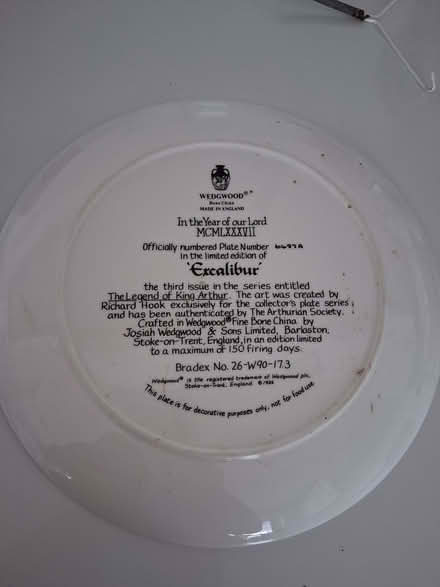 WEDGWOOD®
Bone China
MADE IN ENGLAND
In the Year of our Lord
MCMLXXXVII
Officially numbered Plate Number
in the limited edition of
'Excalibur'
the third issue in the series entitled
The Legend of King Arthur. The art was created by
Richard Hook exclusively for the collector's plate series
and has been authenticated by The Arthurian Society.
Crafted in Wedgwood® Fine Bone China by
Josiah Wedgwood & Sons Limited, Barlaston,
Stoke-on-Trent, England, in an edition limited
to a maximum of 150 firing days.
Bradex No. 26-W90-17.3
Wedgwood® is the registered trademark of Wedgwood plc,
Stoke-on-Trent, England
This plate is for decorative purposes only, not for food use